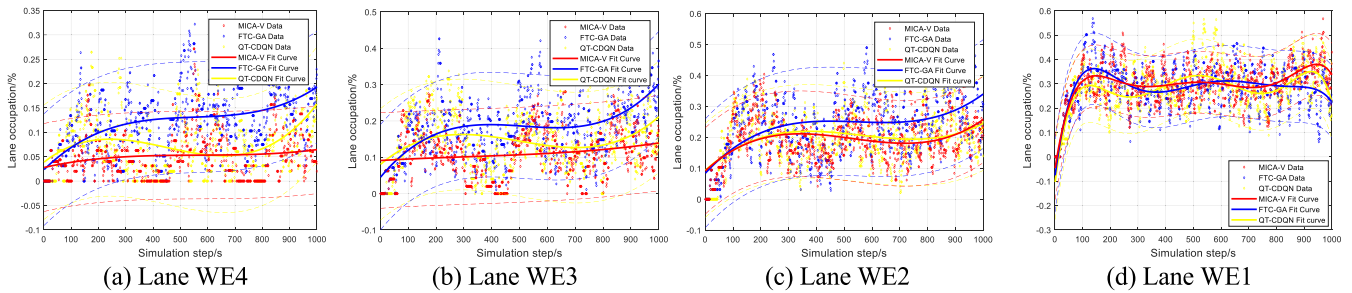 0.35
0.3
0.25
0.2
0.15
0.1
0.05
0
-0.05
-0.1
Lane occupation/%
MICA-V Data
FTC-GA Data
QT-CDQN Data
MICA-V Fit Curve
FTC-GA Fit Curve
QT-CDQN Fit curve
0 100 200 300 400 500 600 700 800 900 1000
Simulation step/s
(a) Lane WE4
0.5
0.4
0.3
0.2
0.1
0
-0.1
Lane occupation/%
MICA-V Data
FTC-GA Data
QT-CDQN Data
MICA-V Fit Curve
FTC-GA Fit Curve
QT-CDQN Fit curve
0 100 200 300 400 500 600 700 800 900 1000
Simulation step/s
(b) Lane WE3
0.6
0.5
0.4
0.3
0.2
0.1
0
-0.1
Lane occupation/%
MICA-V Data
FTC-GA Data
QT-CDQN Data
MICA-V Fit Curve
FTC-GA Fit Curve
QT-CDQN Fit curve
0 100 200 300 400 500 600 700 800 900 1000
Simulation step/s
(c) Lane WE2
0.6
0.5
0.4
0.3
0.2
0.1
0
-0.1
-0.2
-0.3
Lane occupation/%
MICA-V Data
FTC-GA Data
QT-CDQN Data
MICA-V Fit Curve
FTC-GA Fit Curve
QT-CDQN Fit curve
0 100 200 300 400 500 600 700 800 900 1000
Simulation step/s
(d) Lane WE1